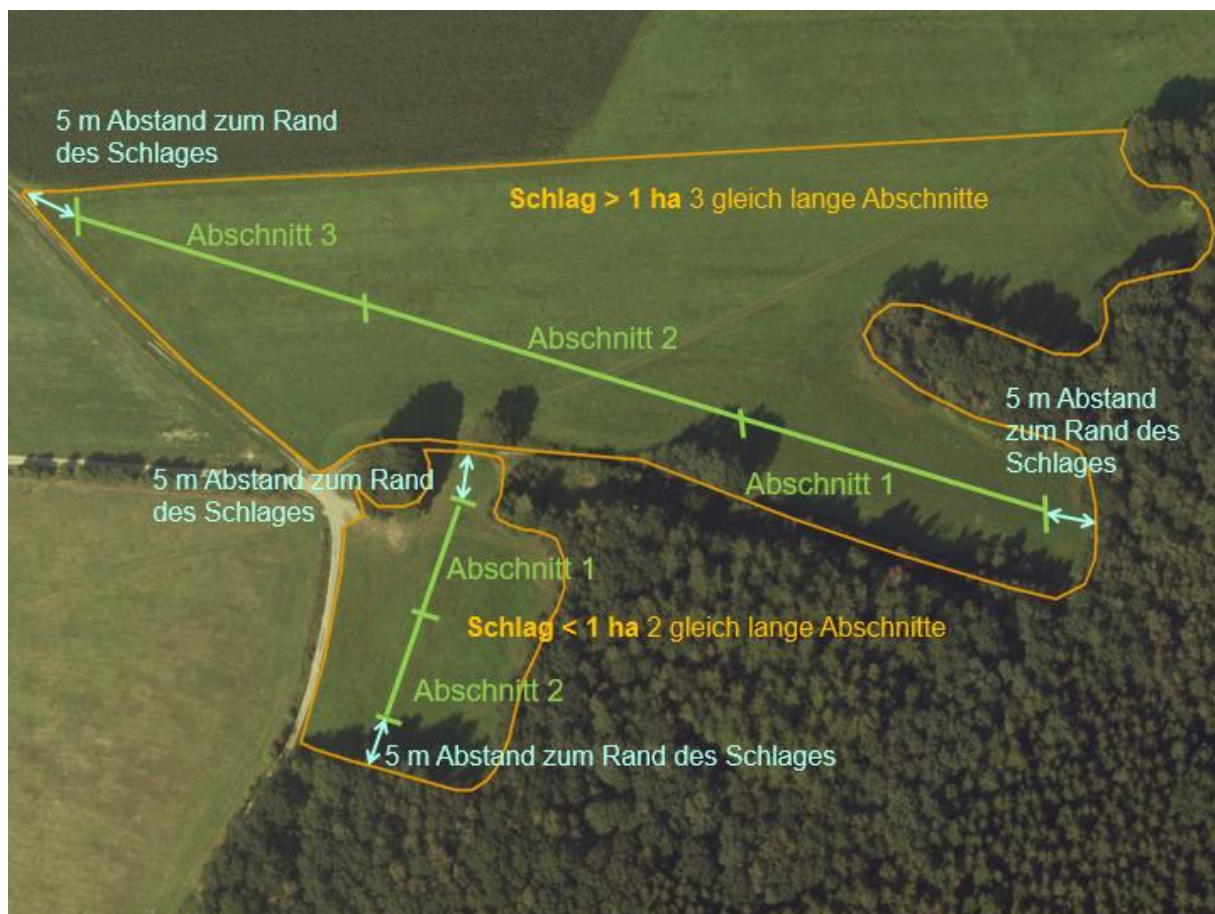 5 m Abstand zum Rand
des Schlages
Schlag > 1 ha 3 gleich lange Abschnitte
Abschnitt 3
Abschnitt 2
5 m Abstand
zum Rand des
Schlages
5 m Abstand zum Rand
des Schlages
Abschnitt 1
Abschnitt 1
Schlag < 1 ha 2 gleich lange Abschnitte
Abschnitt 2
5 m Abstand zum Rand des Schlages